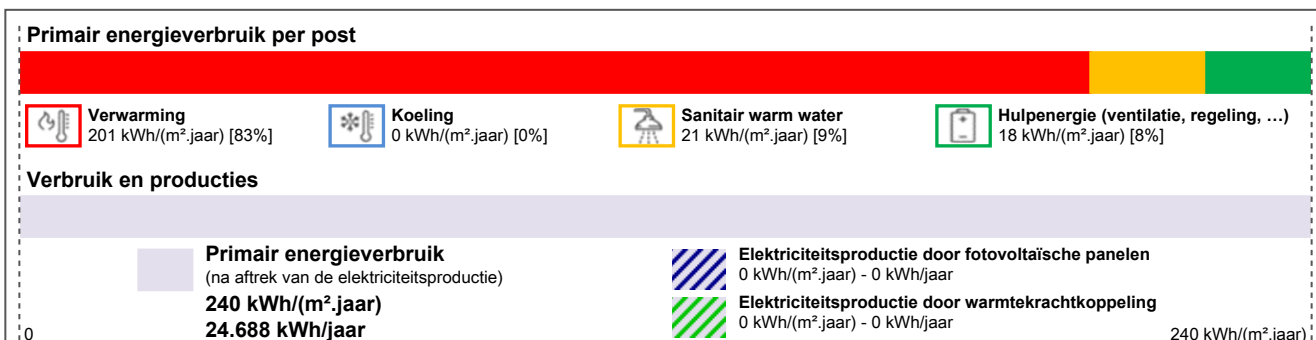 Primair energieverbruik per post
Verwarming
201 kWh/(m².jaar) [83%]
Koeling
0 kWh/(m².jaar) [0%]
Sanitair warm water
21 kWh/(m².jaar) [9%]
Hulpenergie (ventilatie, regeling, …)
18 kWh/(m².jaar) [8%]
Verbruik en producties
Primair energieverbruik
(na aftrek van de elektriciteitsproductie)
240 kWh/(m².jaar)
24.688 kWh/jaar
Elektriciteitsproductie door fotovoltaïsche panelen
0 kWh/(m².jaar) - 0 kWh/jaar
Elektriciteitsproductie door warmtekrachtkoppeling
0 kWh/(m².jaar) - 0 kWh/jaar
0
240 kWh/(m².jaar)